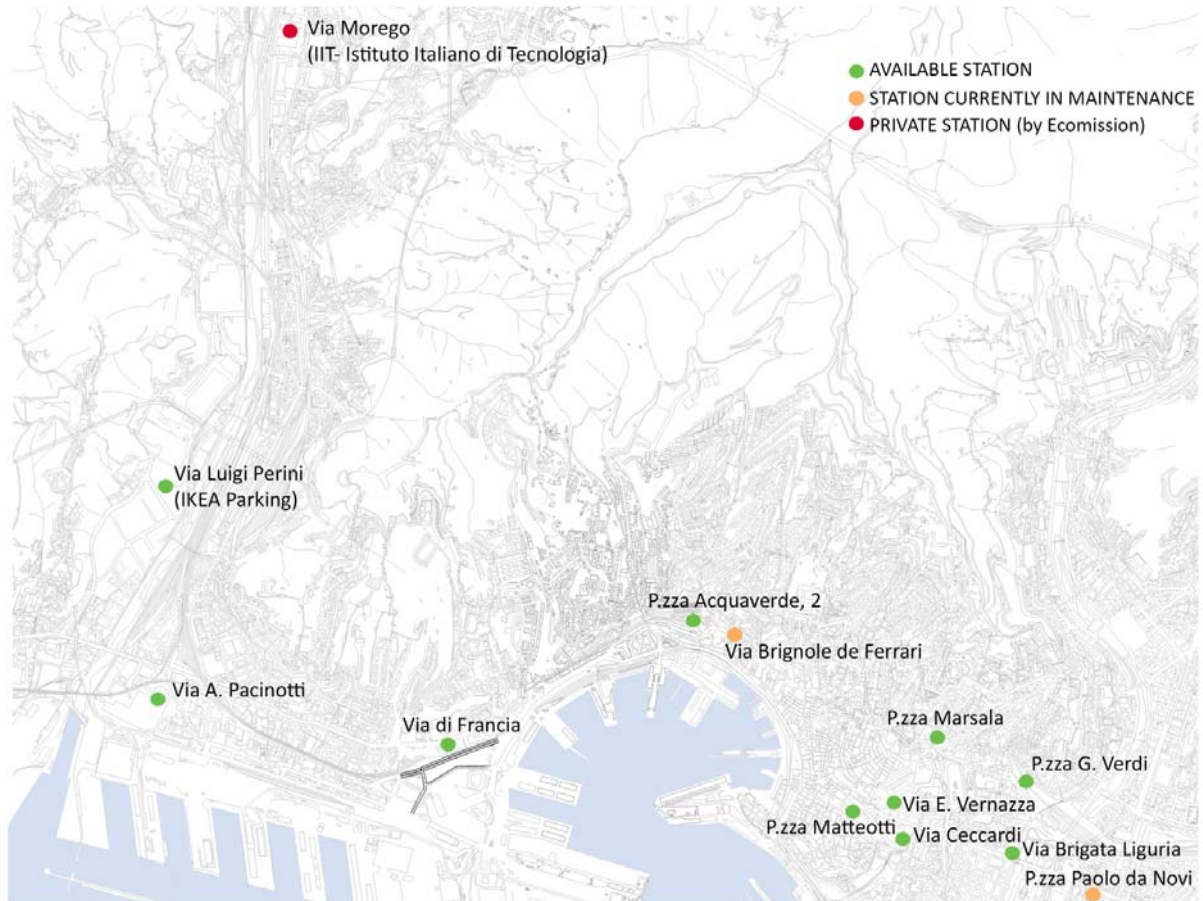 Via Morego
(IIT- Istituto Italiano di Tecnologia)
AVAILABLE STATION
STATION CURRENTLY IN MAINTENANCE
PRIVATE STATION (by Ecomission)
Via Luigi Perini
(IKEA Parking)
P.zza Acquaverde, 2
Via Brignole de Ferrari
Via A. Pacinotti
Via di Francia
P.zza Marsala
P.zza G. Verdi
Via E. Vernazza
P.zza Matteotti
Via Ceccardi
Via Brigata Liguria
P.zza Paolo da Novi